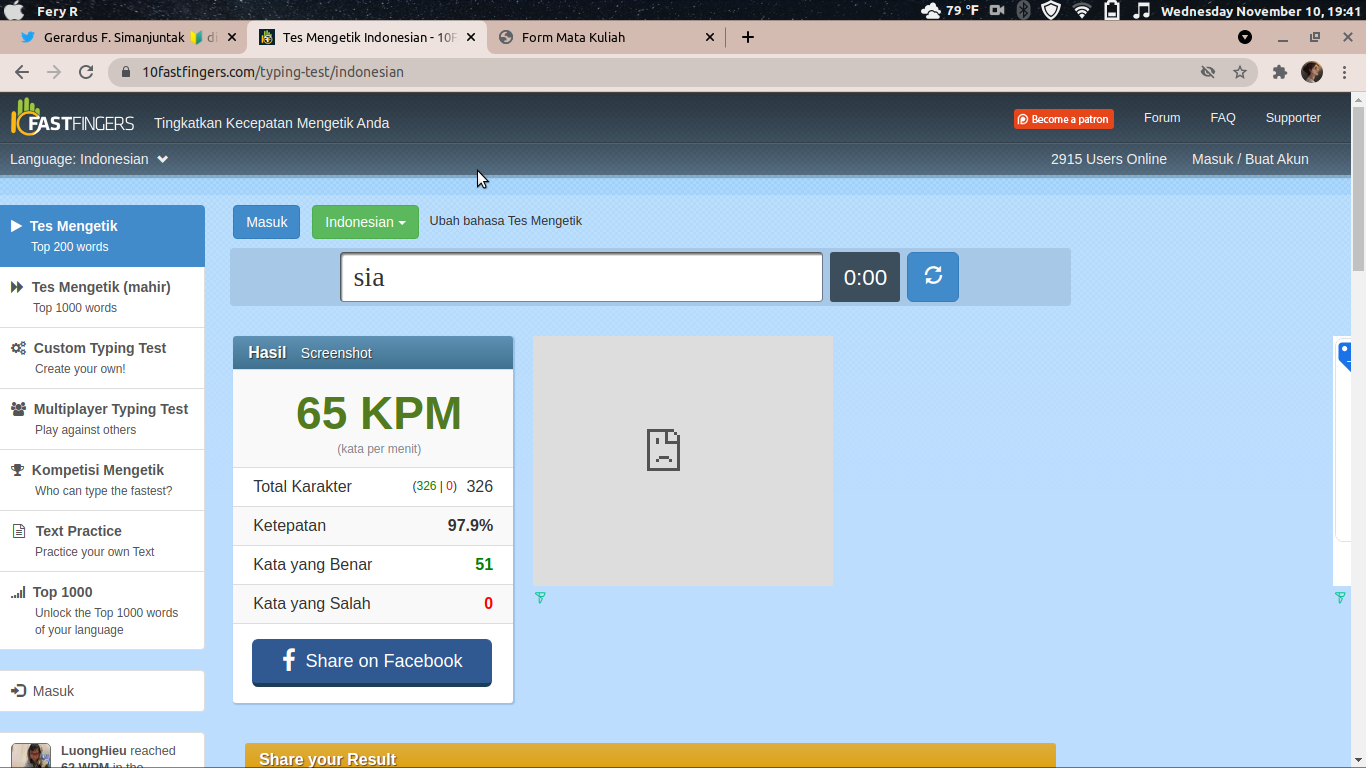 Fery R
79 °F
Wednesday November 10, 19:41
Gerardus F. Simanjuntak 🔰 di
Tes Mengetik Indonesian - 10F
Form Mata Kuliah
10fastfingers.com/typing-test/indonesian
10FASTFINGERS
Tingkatkan Kecepatan Mengetik Anda
Become a patron
Forum
FAQ
Supporter
Language: Indonesian
2915 Users Online
Masuk / Buat Akun
Tes Mengetik
Top 200 words
Tes Mengetik (mahir)
Top 1000 words
Custom Typing Test
Create your own!
Multiplayer Typing Test
Play against others
Kompetisi Mengetik
Who can type the fastest?
Text Practice
Practice your own Text
Top 1000
Unlock the Top 1000 words
of your language
Masuk
LuongHieu reached
62 WPM in the
Masuk
Indonesian
Ubah bahasa Tes Mengetik
sia
0:00
Hasil
Screenshot
65 KPM
(kata per menit)
Total Karakter (326 | 0) 326
Ketepatan 97.9%
Kata yang Benar 51
Kata yang Salah 0
Share on Facebook
Share your Result